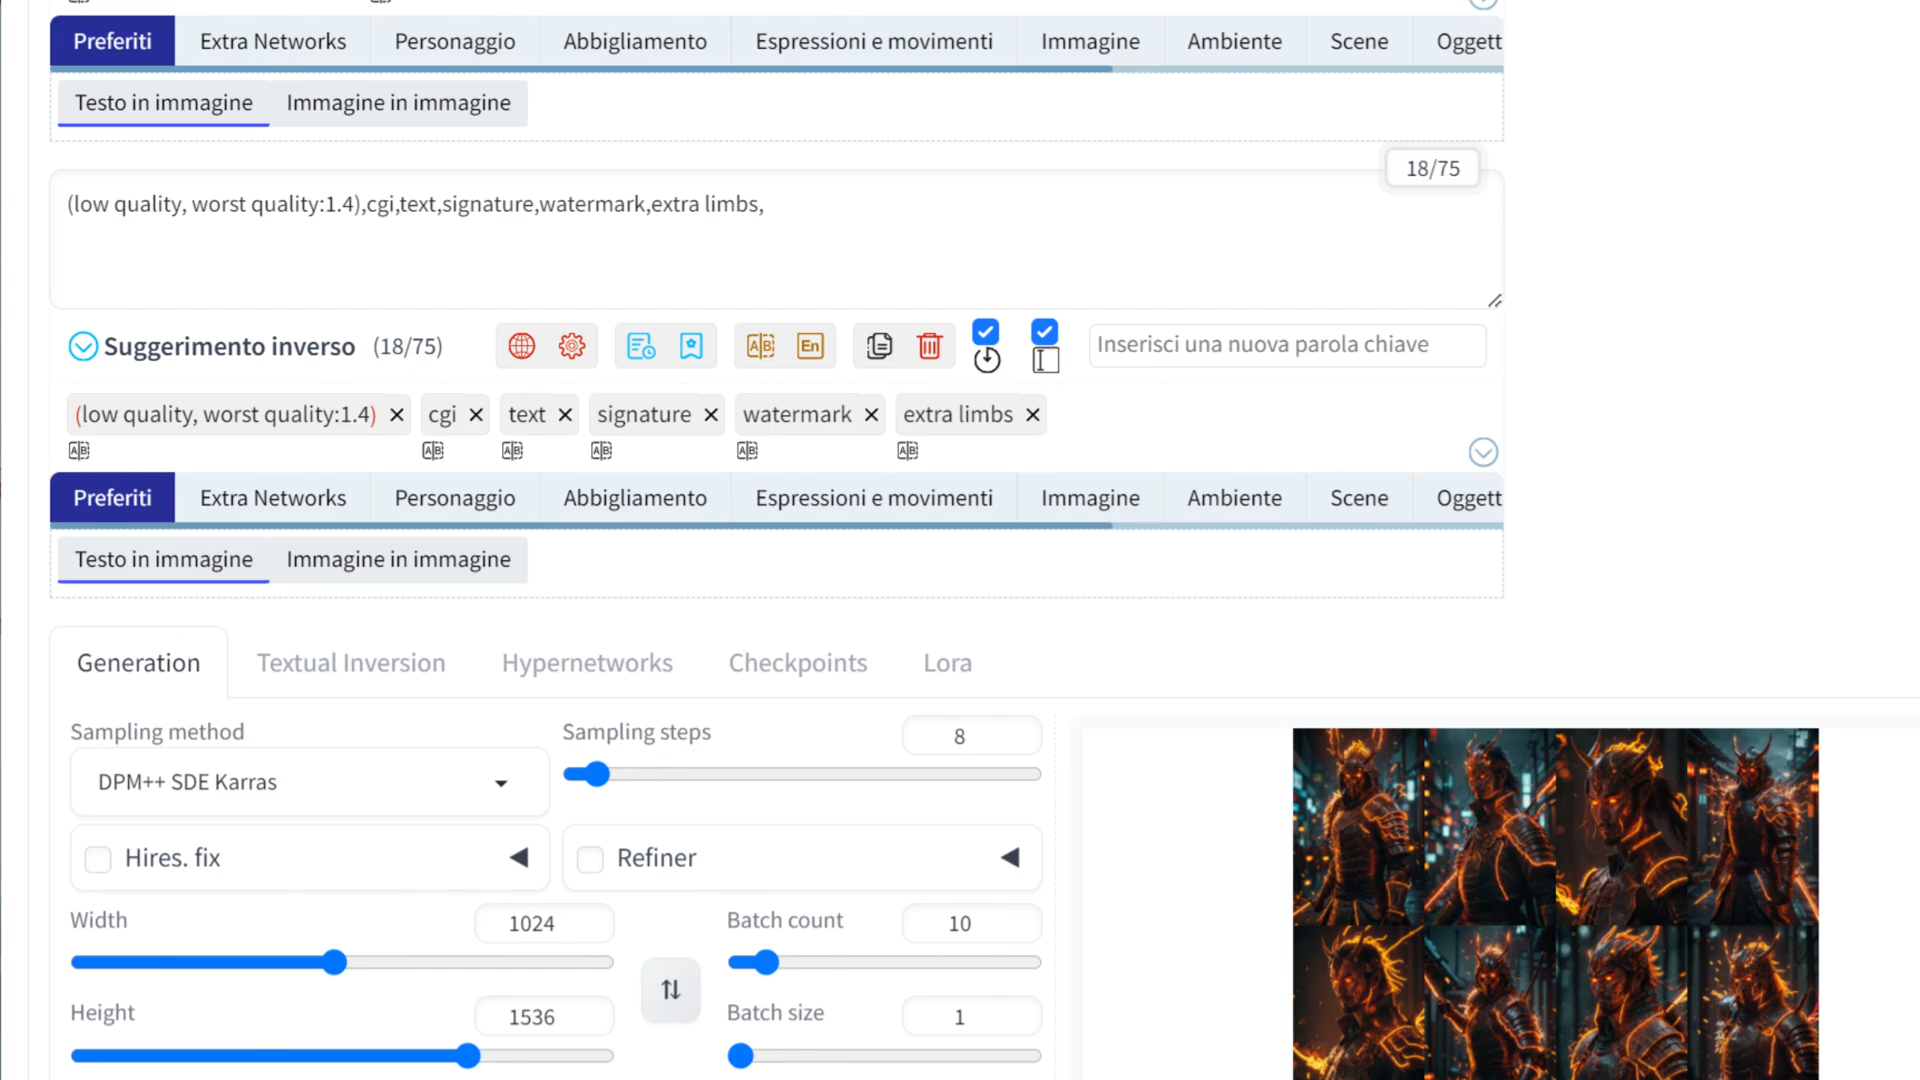 Preferiti Extra Networks Personaggio Abbigliamento Espressioni e movimenti Immagine Ambiente Scene Oggett
Testo in immagine Immagine in immagine
18/75
(low quality, worst quality:1.4),cgi,text,signature,watermark,extra limbs,
Suggerimento inverso (18/75) En Inserisci una nuova parola chiave
(low quality, worst quality:1.4) cgi text signature watermark extra limbs
Preferiti Extra Networks Personaggio Abbigliamento Espressioni e movimenti Immagine Ambiente Scene Oggett
Testo in immagine Immagine in immagine
Generation Textual Inversion Hypernetworks Checkpoints Lora
Sampling method Sampling steps 8
DPM++ SDE Karras
Hires. fix Refiner
Width 1024 Batch count 10
Height 1536 Batch size 1